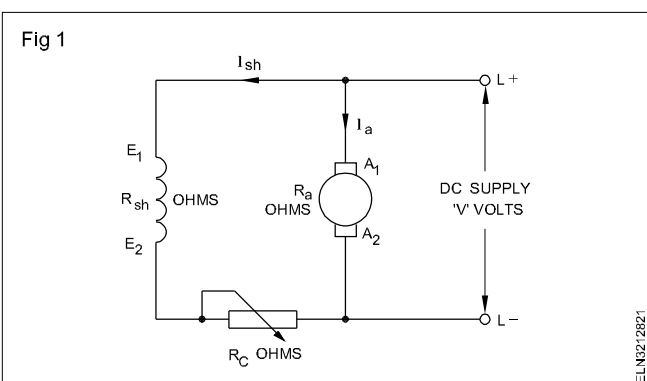 Fig 1
Ish
L +
Ia
E1
A1
Rsh OHMS
Ra
OHMS
DC SUPPLY
'V' VOLTS
E2
A2
L −
RC OHMS
ELN3212821